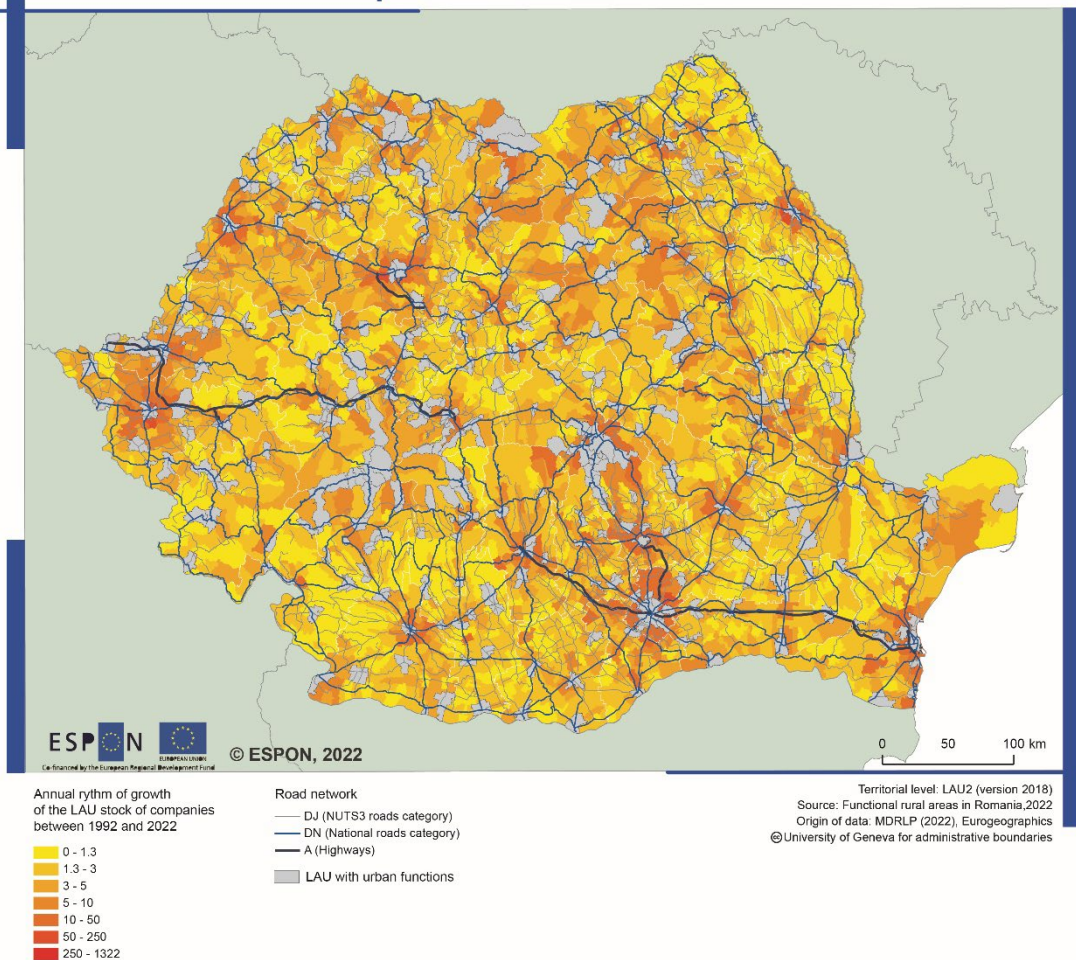 ESPON
EUROPEAN UNION
Co-financed by the European Regional Development Fund
© ESPON, 2022
0 50 100 km
Annual rythm of growth
of the LAU stock of companies
between 1992 and 2022
0 - 1.3
1.3 - 3
3 - 5
5 - 10
10 - 50
50 - 250
250 - 1322
Road network
DJ (NUTS3 roads category)
DN (National roads category)
A (Highways)
LAU with urban functions
Territorial level: LAU2 (version 2018)
Source: Functional rural areas in Romania,2022
Origin of data: MDRLP (2022), Eurogeographics
University of Geneva for administrative boundaries